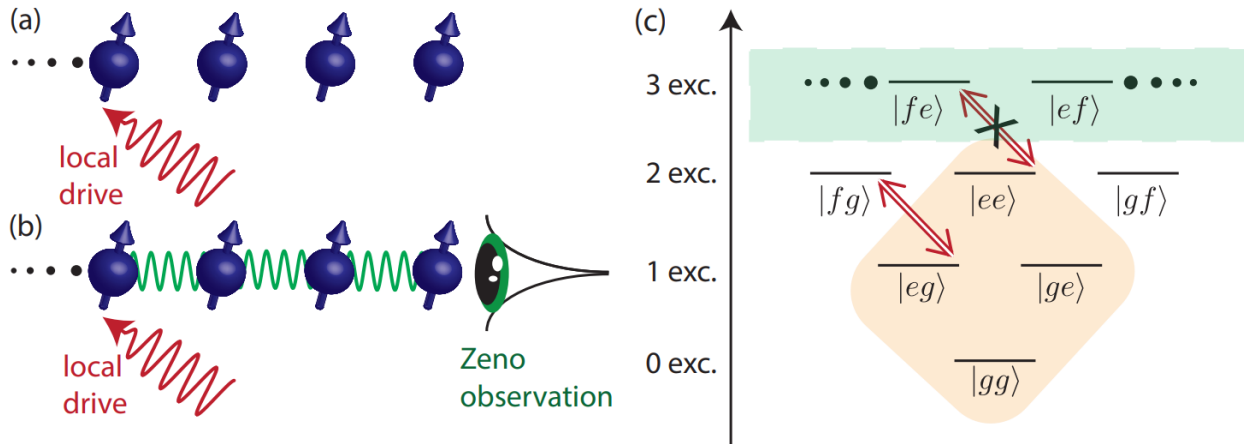 (a)
local
drive
(b)
local
drive
Zeno
observation
(c)
3 exc.
|fe⟩
|ef⟩
2 exc.
|fg⟩
|ee⟩
|gf⟩
1 exc.
|eg⟩
|ge⟩
0 exc.
|gg⟩